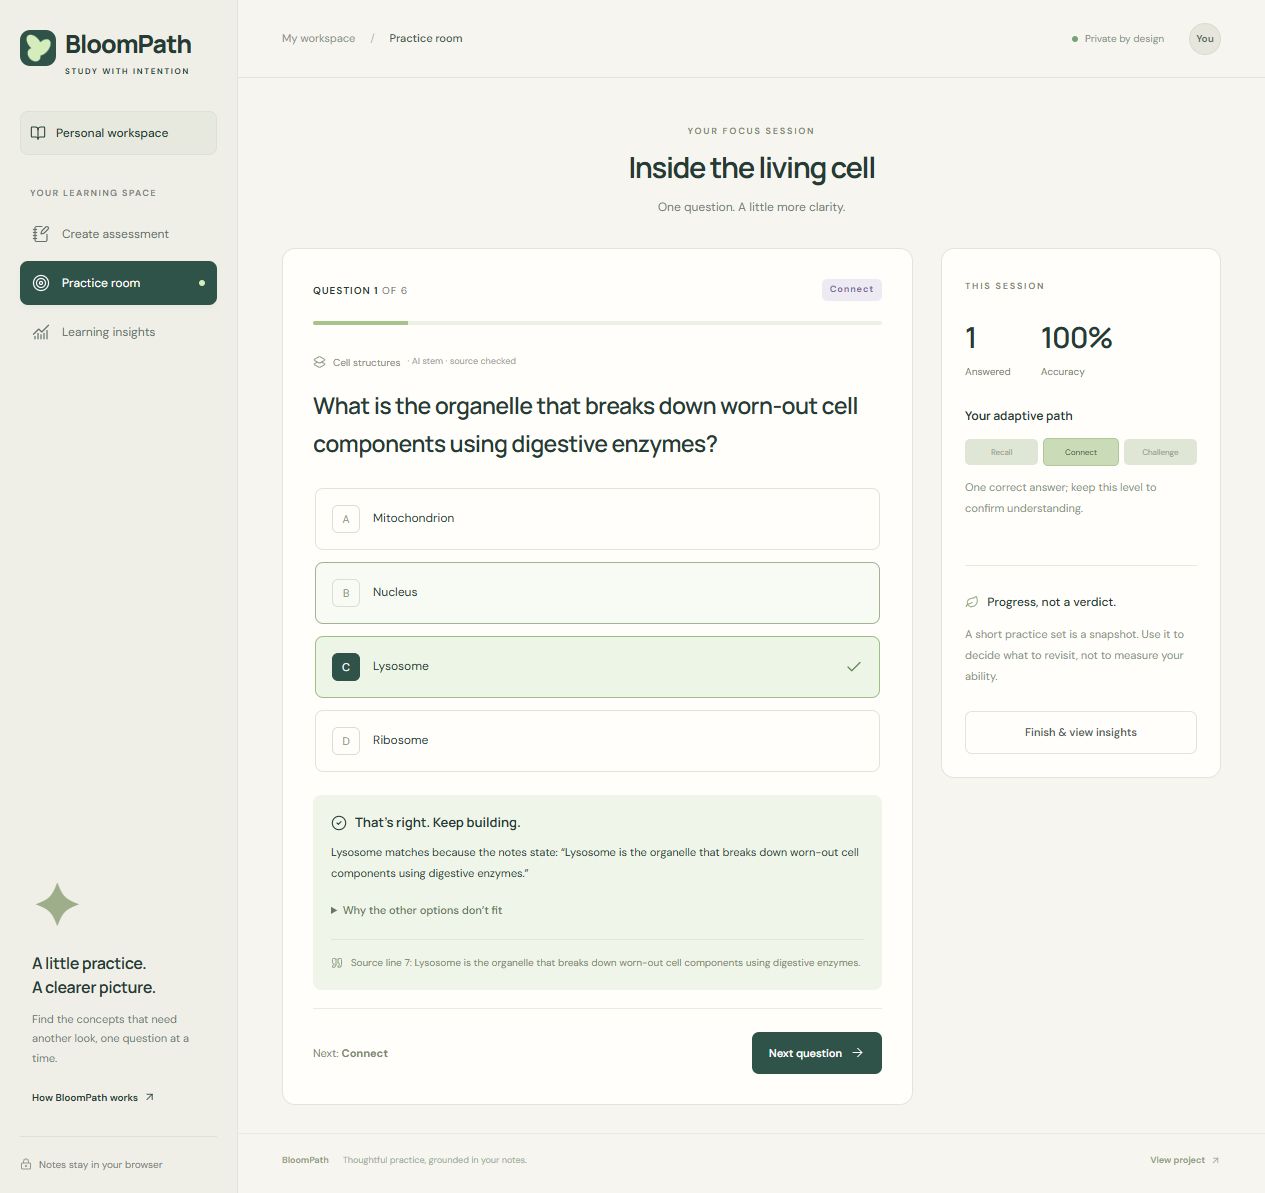 BloomPath
STUDY WITH INTENTION
Personal workspace
YOUR LEARNING SPACE
Create assessment
Practice room
Learning insights
A little practice.
A clearer picture.
Find the concepts that need
another look, one question at a
time.
How BloomPath works
Notes stay in your browser
My workspace / Practice room
Private by design
You
YOUR FOCUS SESSION
Inside the living cell
One question. A little more clarity.
QUESTION 1 OF 6
Connect
Cell structures · AI stem · source checked
What is the organelle that breaks down worn-out cell
components using digestive enzymes?
A Mitochondrion
B Nucleus
C Lysosome
D Ribosome
That's right. Keep building.
Lysosome matches because the notes state: “Lysosome is the organelle that breaks down worn-out cell
components using digestive enzymes.”
Why the other options don't fit
Source line 7: Lysosome is the organelle that breaks down worn-out cell components using digestive enzymes.
Next: Connect
Next question
THIS SESSION
1 100%
Answered Accuracy
Your adaptive path
Recall Connect Challenge
One correct answer; keep this level to
confirm understanding.
Progress, not a verdict.
A short practice set is a snapshot. Use it to
decide what to revisit, not to measure your
ability.
Finish & view insights
BloomPath Thoughtful practice, grounded in your notes.
View project